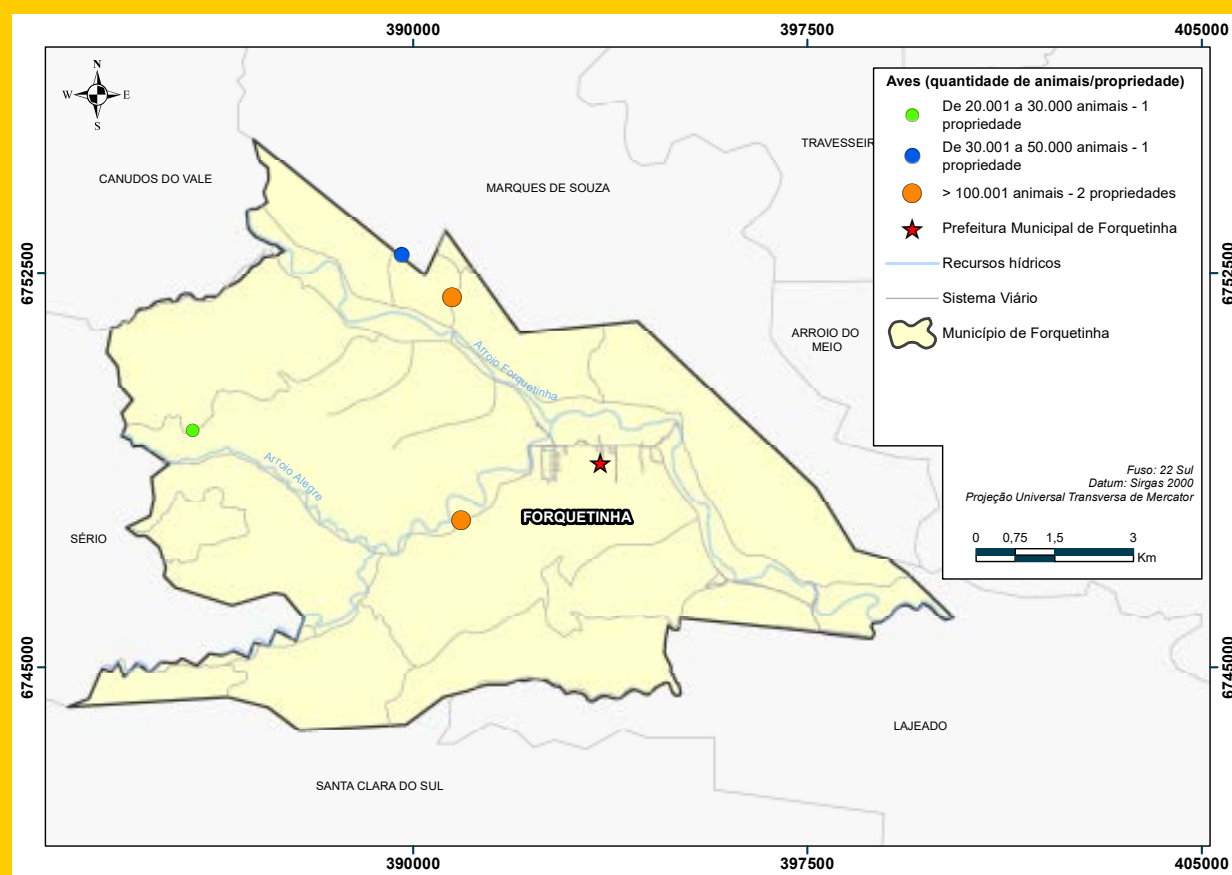 390000
397500
405000
N
W
E
S
Aves (quantidade de animais/propriedade)
De 20.001 a 30.000 animais - 1
propriedade
De 30.001 a 50.000 animais - 1
propriedade
> 100.001 animais - 2 propriedades
Prefeitura Municipal de Forquetinha
Recursos hídricos
Sistema Viário
Município de Forquetinha
Fuso: 22 Sul
Datum: Sirgas 2000
Projeção Universal Transversa de Mercator
0 0,75 1,5 3
Km
TRAVESSEIR
CANUDOS DO VALE
MARQUES DE SOUZA
6752500
6752500
ARROIO DO
MEIO
Arroio Forquetinha
Arroio Alegre
FORQUETINHA
SÉRIO
6745000
6745000
LAJEADO
SANTA CLARA DO SUL
390000
397500
405000